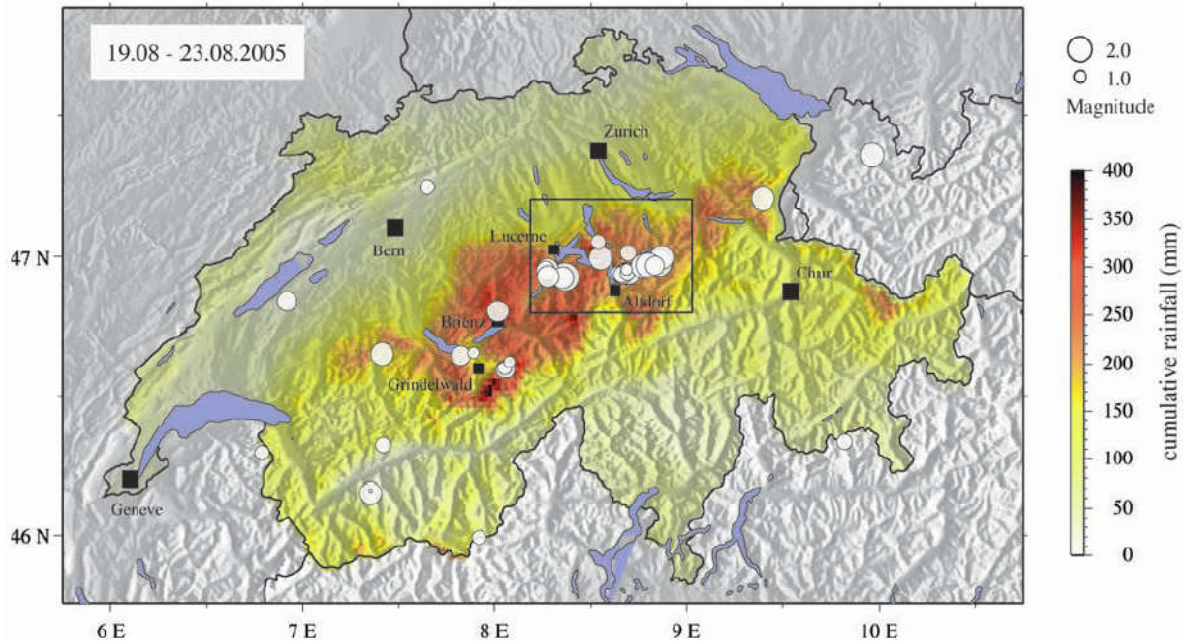 19.08 - 23.08.2005
2.0
1.0
Magnitude
Zurich
400
350
Lucerne
Bern
300
47 N
Chur
250
Altdorf
Brienz
200
Grindelwald
150
100
50
Geneve
46 N
0
cumulative rainfall (mm)
6 E
7 E
8 E
9 E
10 E